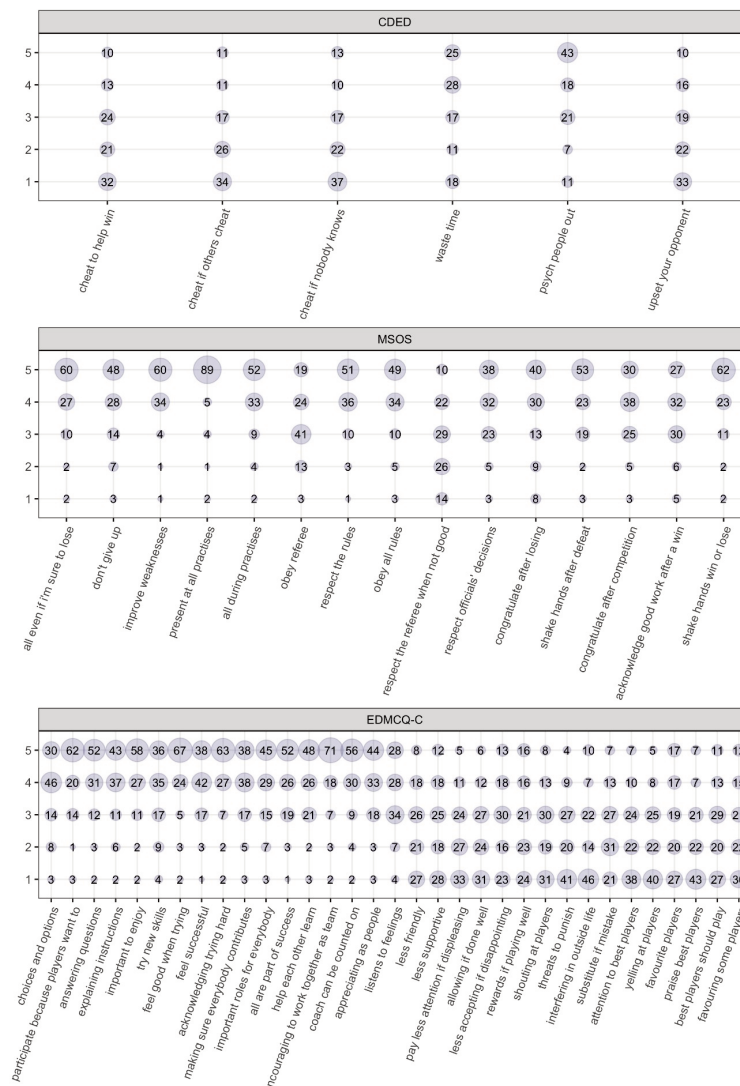 CDED
5 10 11 13 25 43 10
4 13 11 10 28 18 16
3 24 17 17 17 21 19
2 21 26 22 11 7 22
1 32 34 37 18 11 33
cheat to help win
cheat if others cheat
cheat if nobody knows
waste time
psych people out
upset your opponent
MSOS
5 60 48 60 89 52 19 51 49 10 38 40 53 30 27 62
4 27 28 34 5 33 24 36 34 22 32 30 23 38 32 23
3 10 14 4 4 9 41 10 10 29 23 13 19 25 30 11
2 2 7 1 1 4 13 3 5 26 5 9 2 5 6 2
1 2 3 1 2 2 3 1 3 14 3 8 3 3 5 2
all even if i'm sure to lose
don't give up
improve weaknesses
present at all practises
all during practises
obey referee
respect the rules
obey all rules
respect the referee when not good
respect officials' decisions
congratulate after losing
shake hands after defeat
congratulate after competition
acknowledge good work after a win
shake hands win or lose
EDMCQ-C
5 30 62 52 43 58 36 67 38 63 38 45 52 48 71 56 44 28 8 12 5 6 13 16 8 4 10 7 7 5 17 7 11
4 46 20 31 37 27 35 24 42 27 38 29 26 26 18 30 33 28 18 18 11 12 18 16 13 9 7 13 10 8 17 7 13
3 14 14 12 11 11 17 5 17 7 17 15 19 21 7 9 18 34 26 25 24 27 30 21 30 27 22 27 24 25 19 21 29
2 8 1 3 6 2 9 3 3 2 5 7 3 3 2 4 3 7 21 18 27 24 16 23 19 20 14 31 22 22 20 22 20
1 3 3 2 2 2 4 2 1 2 3 3 1 3 2 2 3 4 27 28 33 31 23 24 31 41 46 21 38 40 27 43 27
choices and options
participate because players want to
answering questions
explaining instructions
important to enjoy
try new skills
feel good when trying
feel successful
acknowledging trying hard
making sure everybody contributes
important roles for everybody
all are part of success
help each other learn
ncouraging to work together as team
coach can be counted on
appreciating as people
listens to feelings
less friendly
less supportive
pay less attention if displeasing
allowing if done well
less accepting if disappointing
rewards if playing well
shouting at players
threats to punish
interfering in outside life
substitute if mistake
attention to best players
yelling at players
favourite players
praise best players
best players should play
favouring some players